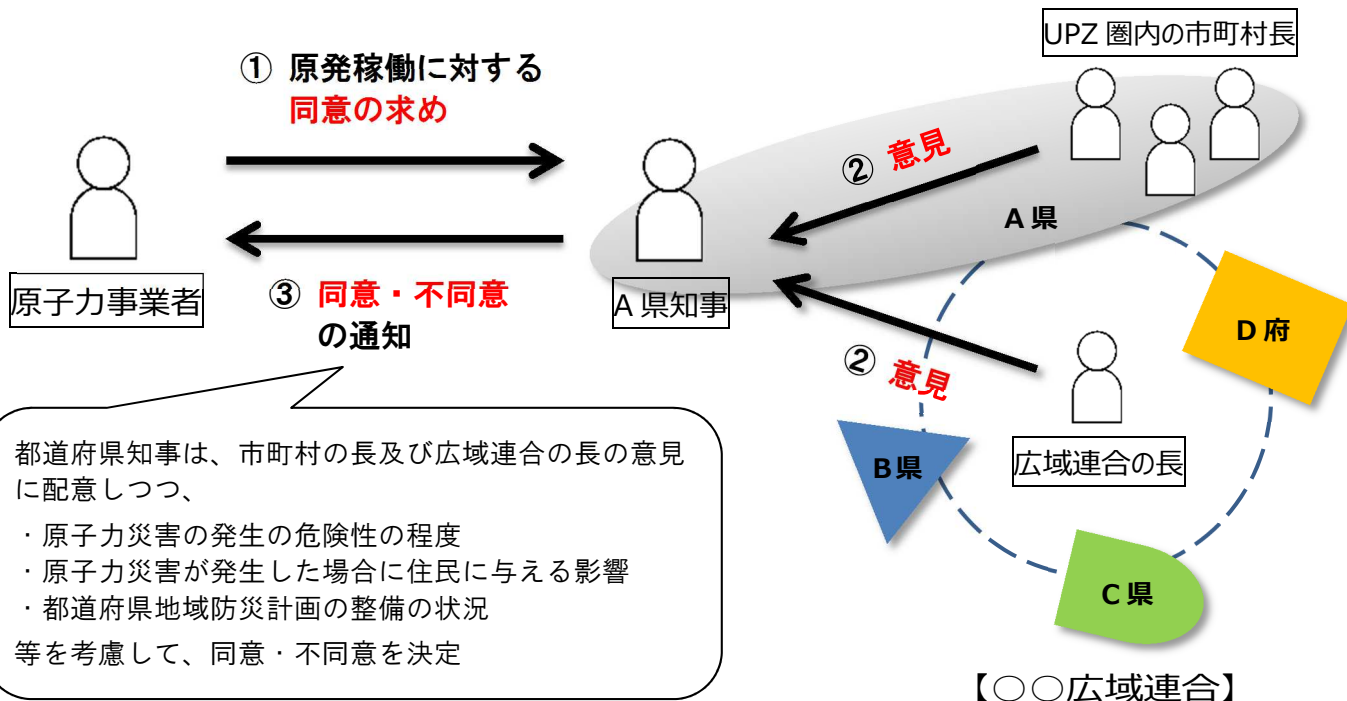 UPZ 圏内の市町村長
① 原発稼働に対する
同意の求め
② 意見
A 県
原子力事業者
A 県知事
③ 同意・不同意
の通知
② 意見
D 府
B 県
広域連合の長
C 県
都道府県知事は、市町村の長及び広域連合の長の意見
に配意しつつ、
・原子力災害の発生の危険性の程度
・原子力災害が発生した場合に住民に与える影響
・都道府県地域防災計画の整備の状況
等を考慮して、同意・不同意を決定
【○○広域連合】